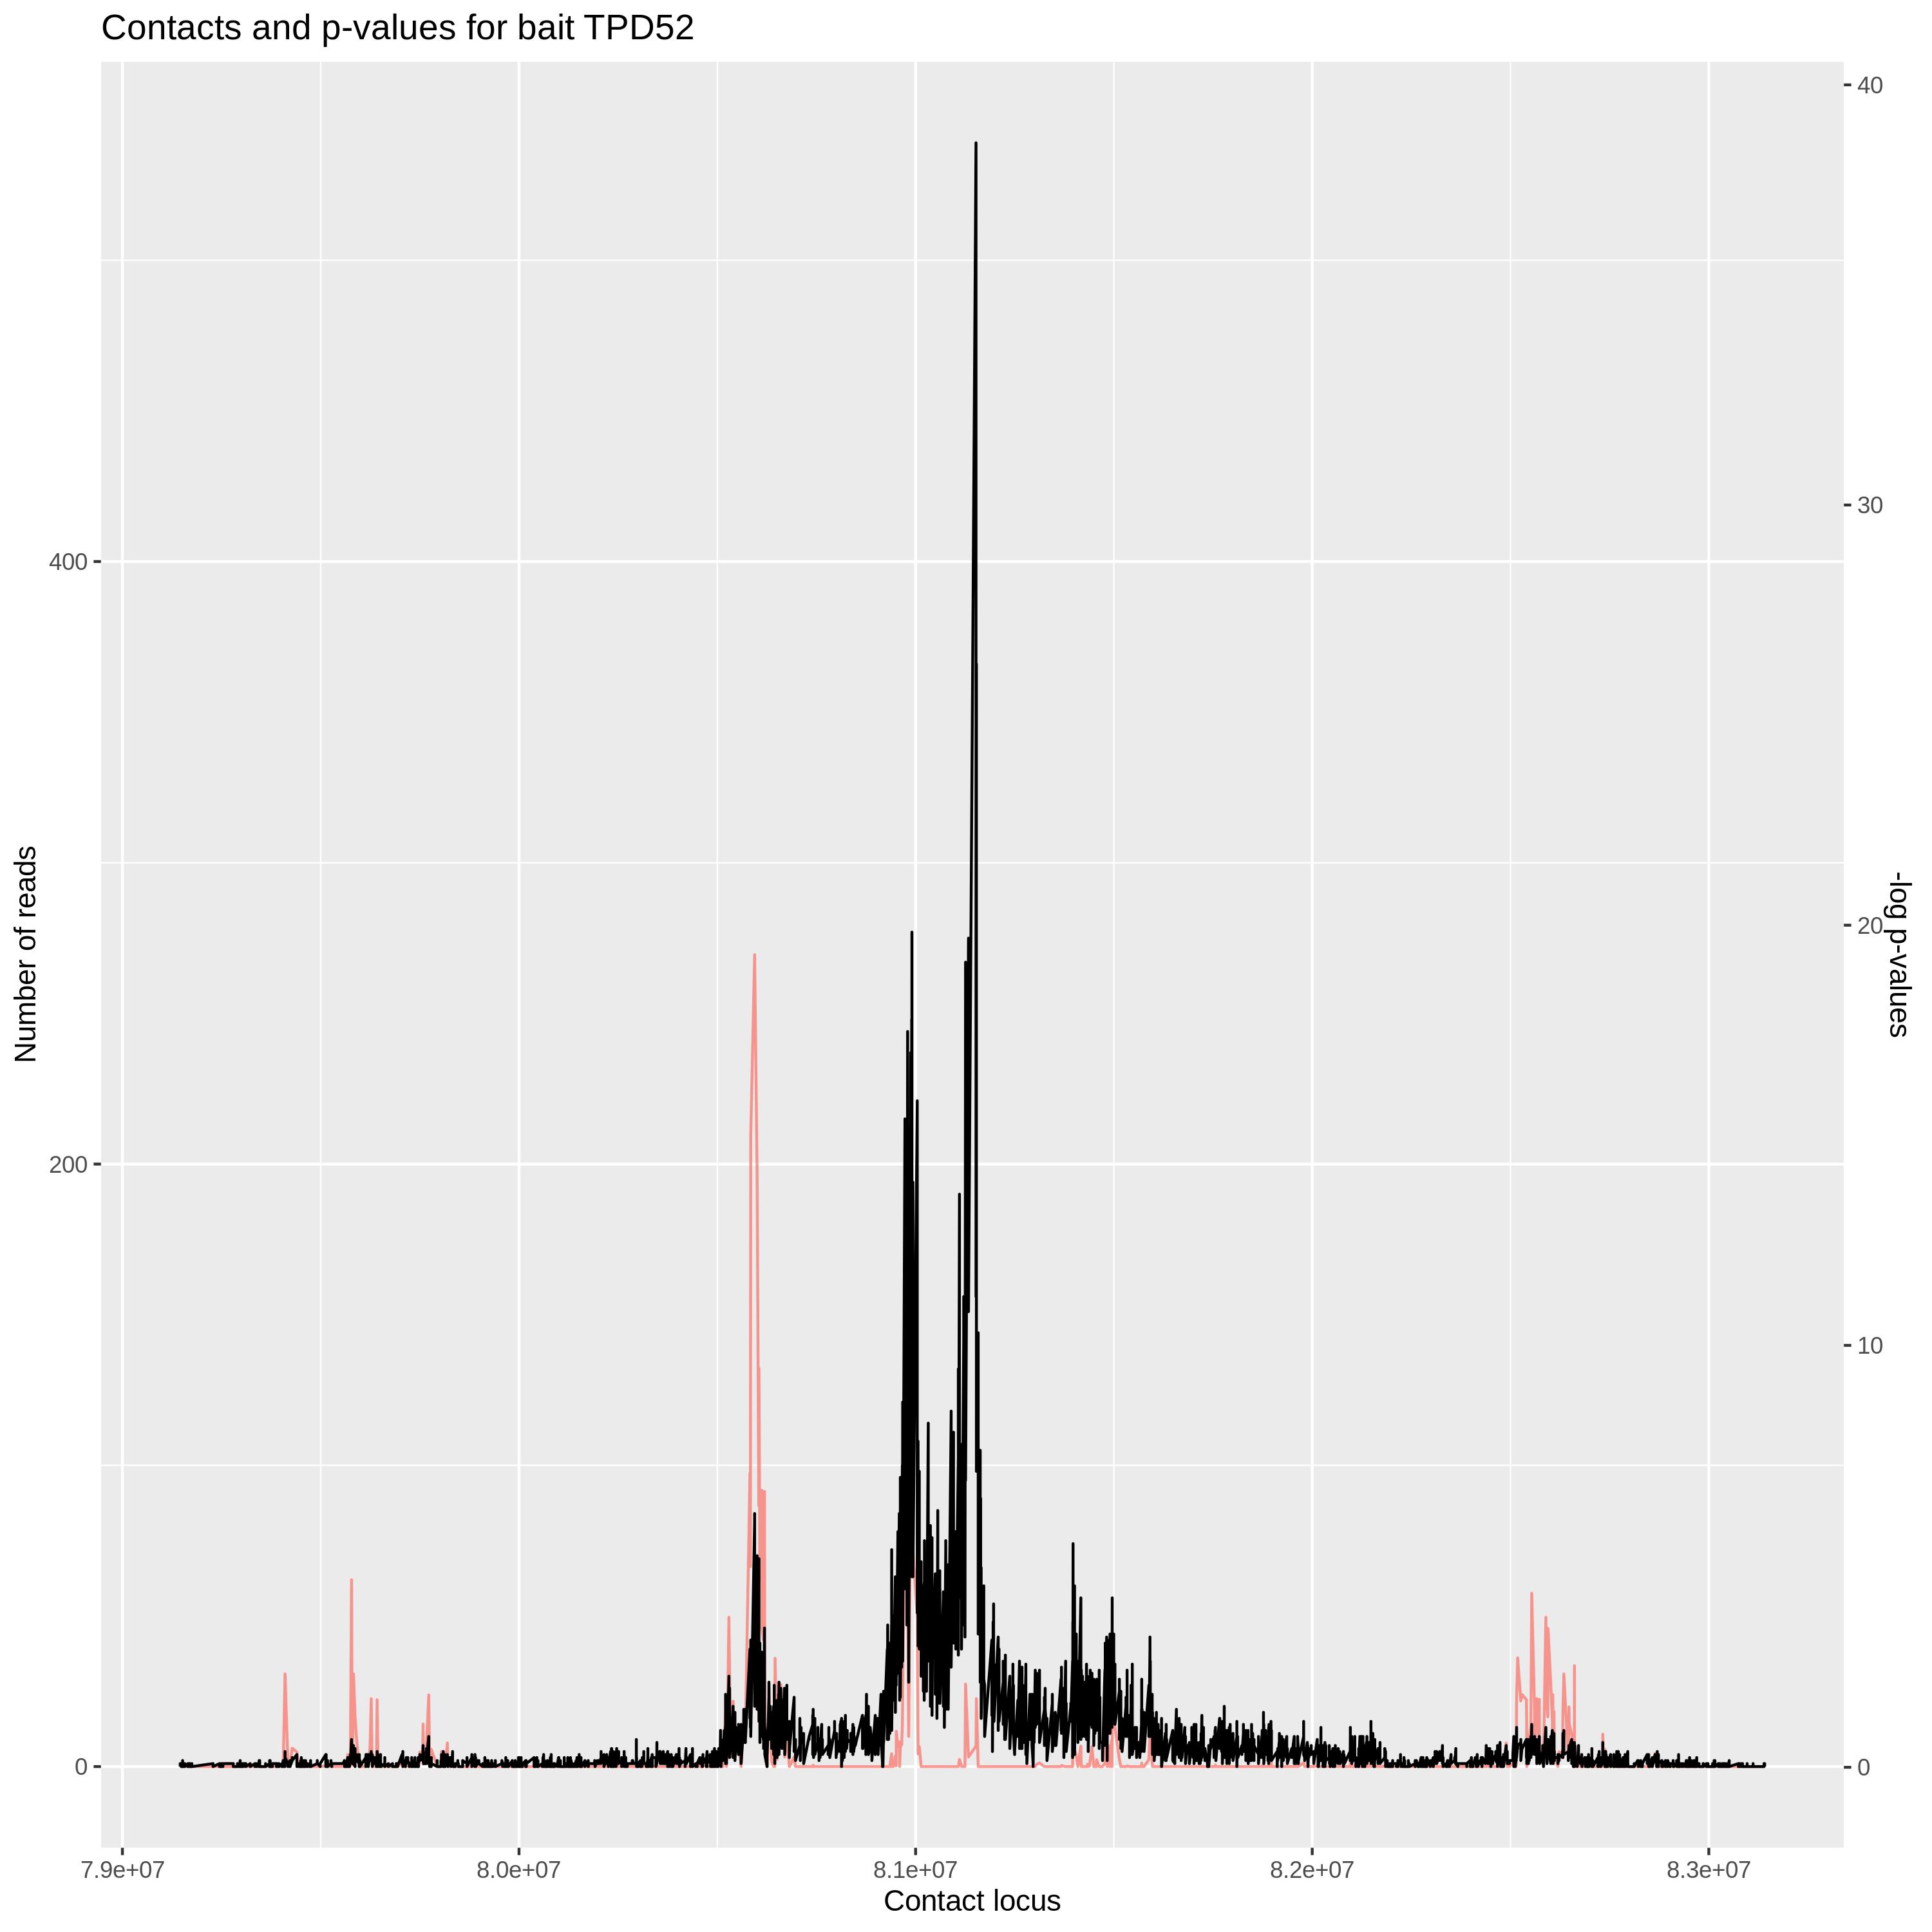 Contacts and p-values for bait TPD52
40
30
400
Number of reads
-log p-values
20
200
10
0
0
7.9e+07
8.0e+07
8.1e+07
8.2e+07
8.3e+07
Contact locus